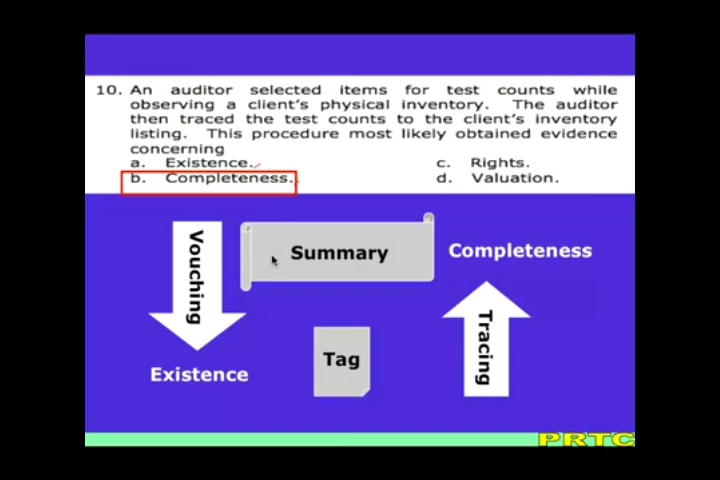 10. An auditor selected items for test counts while
observing a client's physical inventory. The auditor
then traced the test counts to the client's inventory
listing. This procedure most likely obtained evidence
concerning
a. Existence. c. Rights.
b. Completeness. d. Valuation.
Vouching
Summary
Completeness
Tag
Tracing
Existence
PRTC